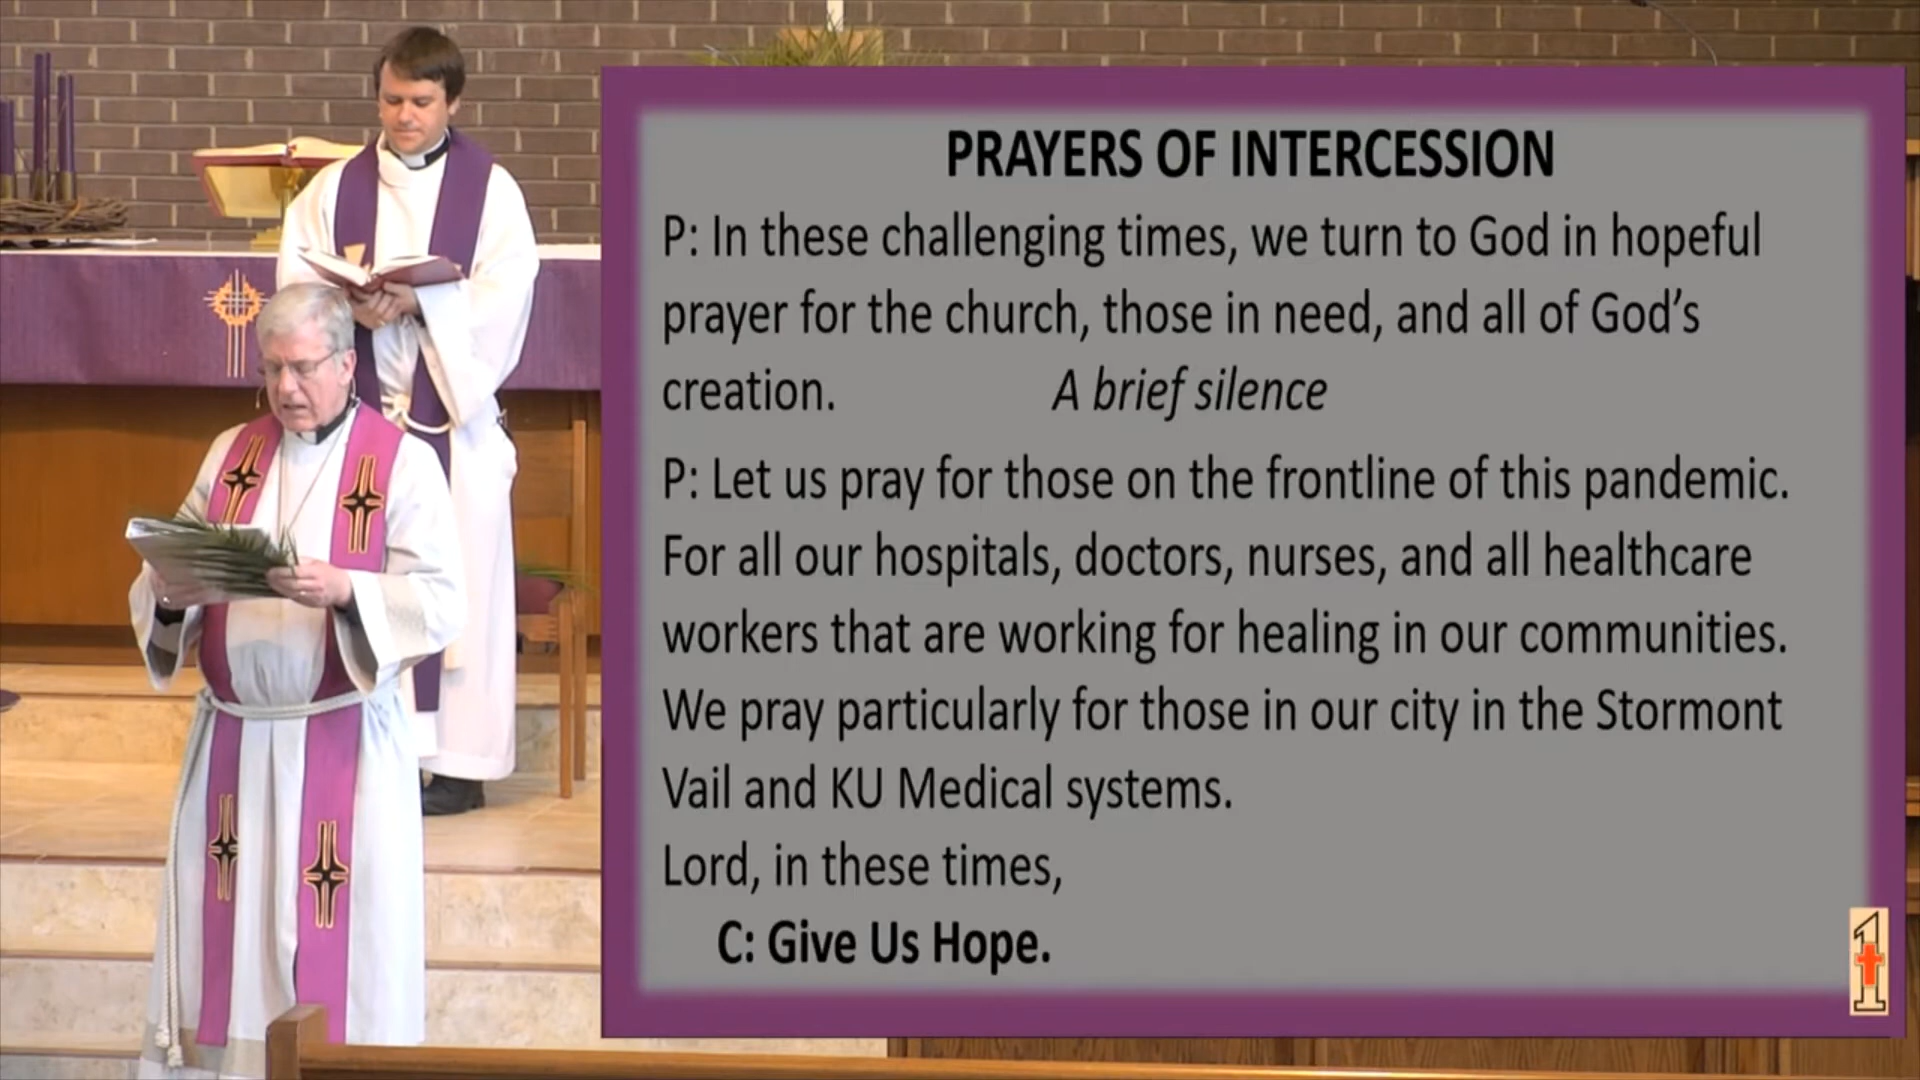 PRAYERS OF INTERCESSION
P: In these challenging times, we turn to God in hopeful
prayer for the church, those in need, and all of God’s
creation. A brief silence
P: Let us pray for those on the frontline of this pandemic.
For all our hospitals, doctors, nurses, and all healthcare
workers that are working for healing in our communities.
We pray particularly for those in our city in the Stormont
Vail and KU Medical systems.
Lord, in these times,
C: Give Us Hope.
1